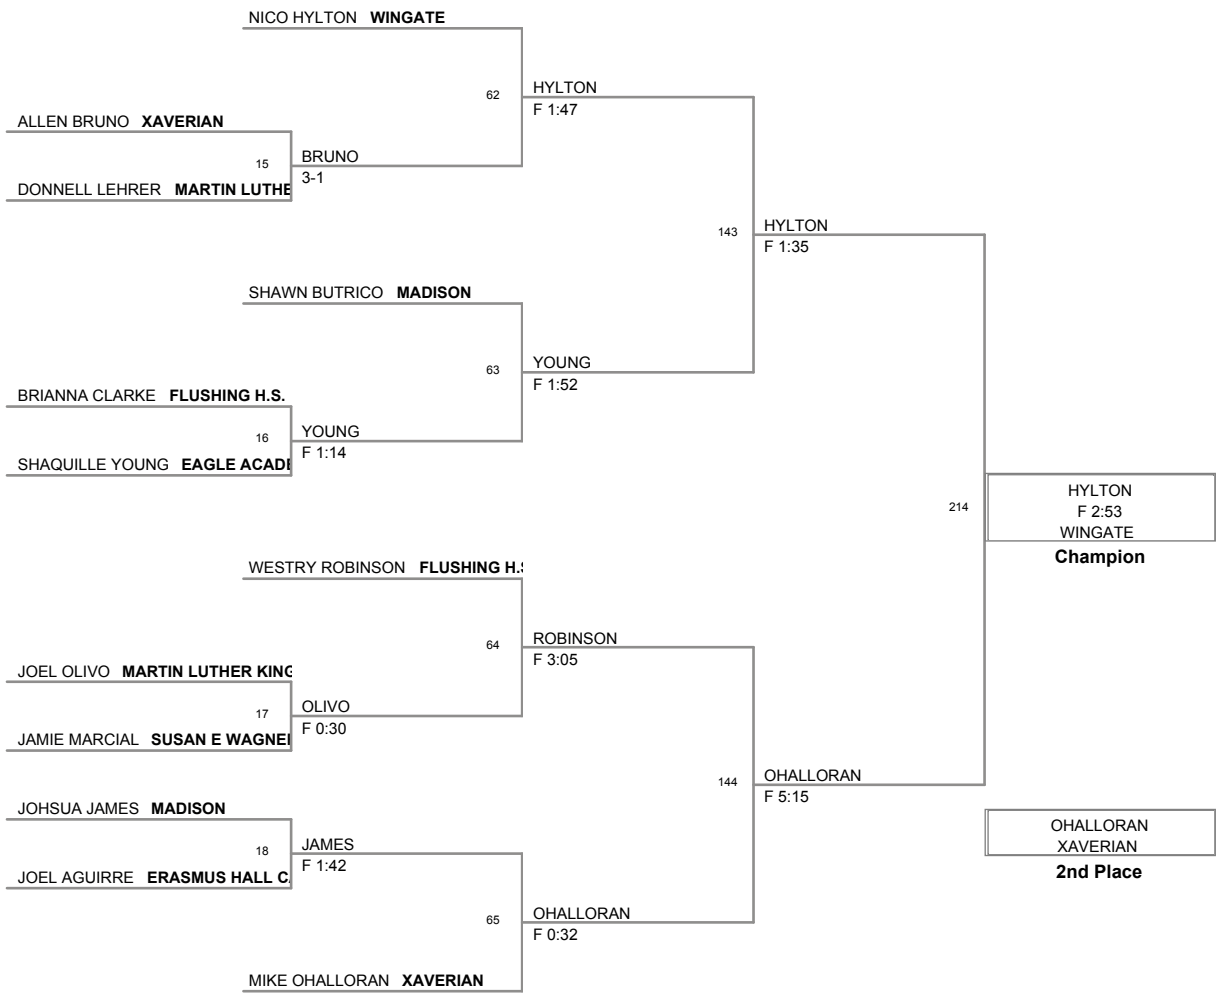 NICO HYLTON WINGATE
62
HYLTON
F 1:47
ALLEN BRUNO XAVERIAN
15
BRUNO
3-1
DONNELL LEHRER MARTIN LUTHE
143
HYLTON
F 1:35
SHAWN BUTRICO MADISON
63
YOUNG
F 1:52
BRIANNA CLARKE FLUSHING H.S.
16
YOUNG
F 1:14
SHAQUILLE YOUNG EAGLE ACADE
214
HYLTON
F 2:53
WINGATE
Champion
WESTRY ROBINSON FLUSHING H.S
64
ROBINSON
F 3:05
JOEL OLIVO MARTIN LUTHER KING
17
OLIVO
F 0:30
JAMIE MARCIAL SUSAN E WAGNER
144
OHALLORAN
F 5:15
JOHSUA JAMES MADISON
18
JAMES
F 1:42
JOEL AGUIRRE ERASMUS HALL CA
65
OHALLORAN
F 0:32
MIKE OHALLORAN XAVERIAN
OHALLORAN
XAVERIAN
2nd Place